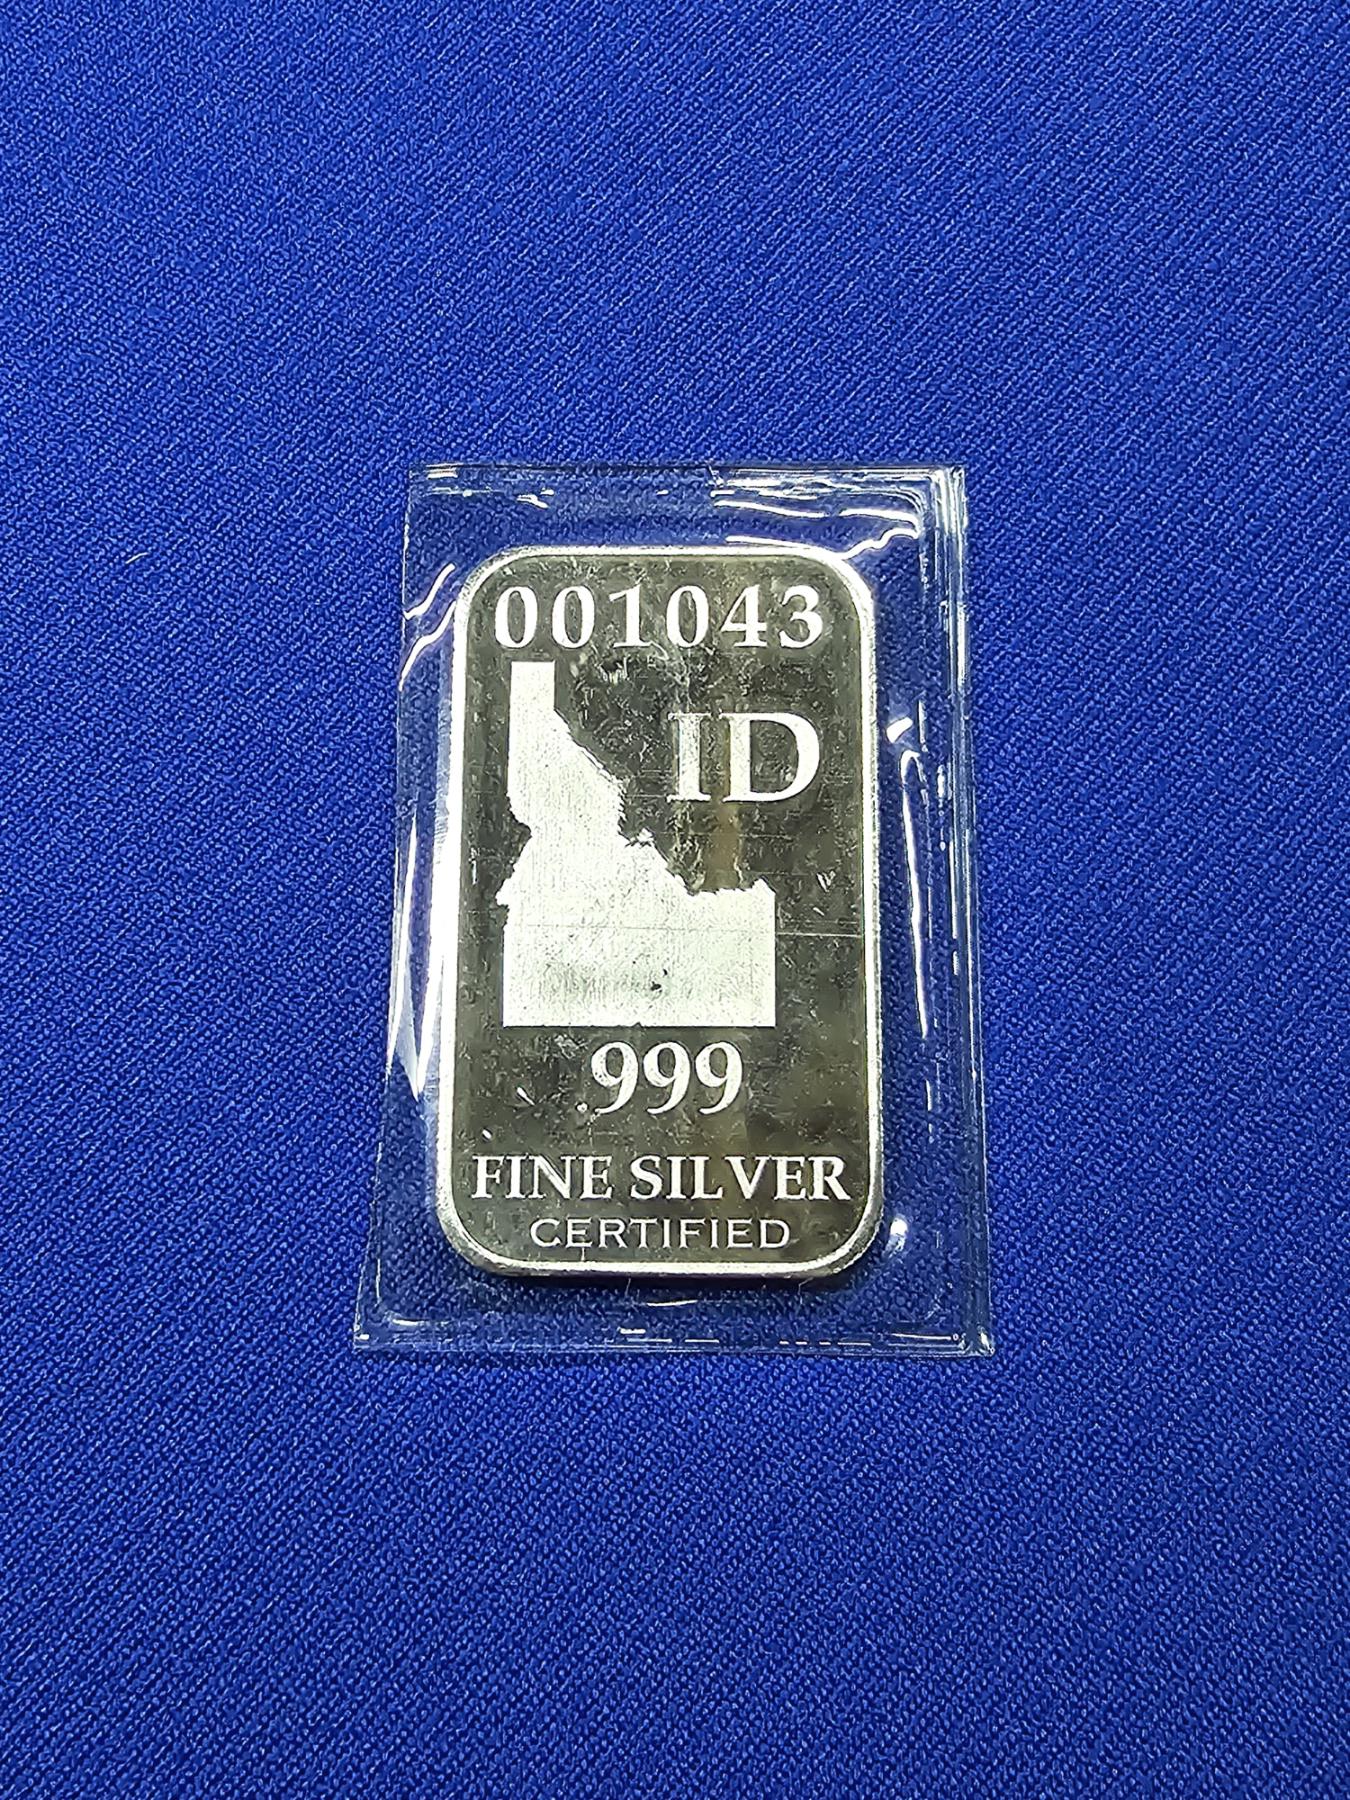 001043
ID
.999
FINE SILVER
CERTIFIED